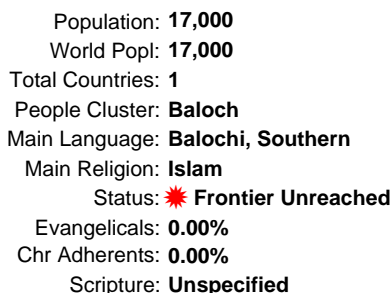 Population: 17,000
World Popl: 17,000
Total Countries: 1
People Cluster: Baloch
Main Language: Balochi, Southern
Main Religion: Islam
Status: Frontier Unreached
Evangelicals: 0.00%
Chr Adherents: 0.00%
Scripture: Unspecified